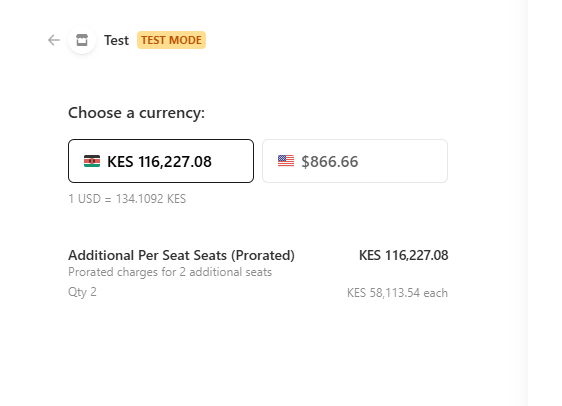 Test TEST MODE
Choose a currency:
KES 116,227.08 $866.66
1 USD = 134.1092 KES
Additional Per Seat Seats (Prorated) KES 116,227.08
Prorated charges for 2 additional seats
Qty 2 KES 58,113.54 each